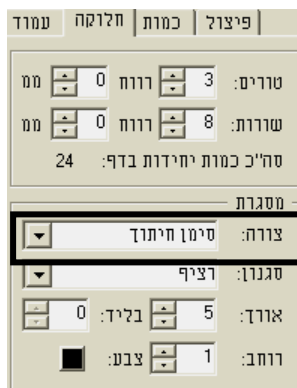 פיצול כמות חלוקה עמוד
טורים: 3 רווח 0 ממ
שורות: 8 רווח 0 ממ
סה"כ כמות יחידות בדף: 24
מסגרת
צורה: סימן חיתוך
סגנון: רציף
אורך: 5 בליד: 0
רוחב: 1 צבע: